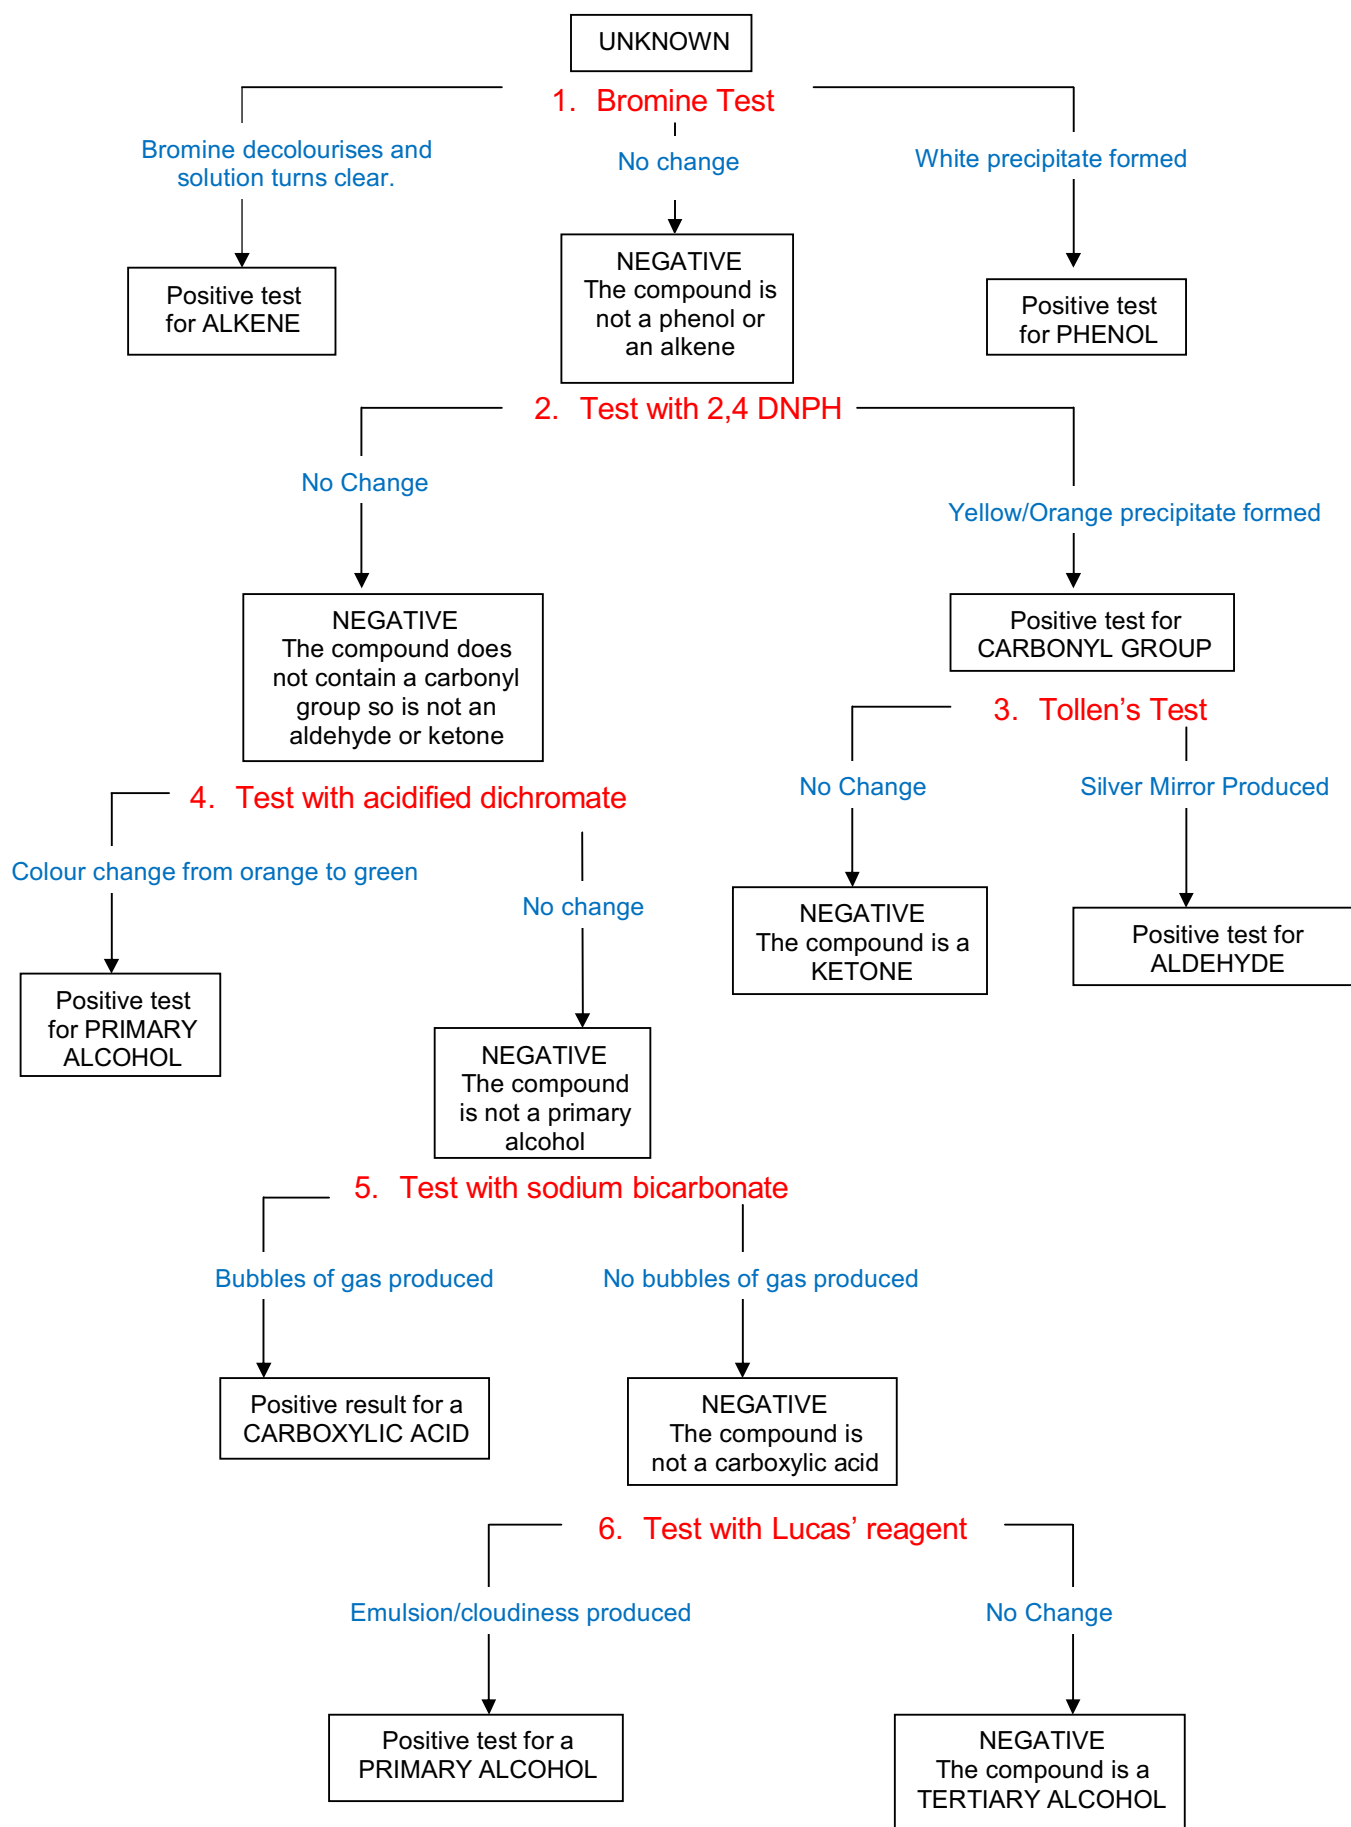 UNKNOWN
1. Bromine Test
Bromine decolourises and
solution turns clear.
No change
White precipitate formed
Positive test
for ALKENE
NEGATIVE
The compound is
not a phenol or
an alkene
Positive test
for PHENOL
2. Test with 2,4 DNPH
No Change
Yellow/Orange precipitate formed
NEGATIVE
The compound does
not contain a carbonyl
group so is not an
aldehyde or ketone
Positive test for
CARBONYL GROUP
3. Tollen's Test
No Change
Silver Mirror Produced
NEGATIVE
The compound is a
KETONE
Positive test for
ALDEHYDE
4. Test with acidified dichromate
Colour change from orange to green
No change
Positive test
for PRIMARY
ALCOHOL
NEGATIVE
The compound
is not a primary
alcohol
5. Test with sodium bicarbonate
Bubbles of gas produced
No bubbles of gas produced
Positive result for a
CARBOXYLIC ACID
NEGATIVE
The compound is
not a carboxylic acid
6. Test with Lucas' reagent
Emulsion/cloudiness produced
No Change
Positive test for a
PRIMARY ALCOHOL
NEGATIVE
The compound is a
TERTIARY ALCOHOL